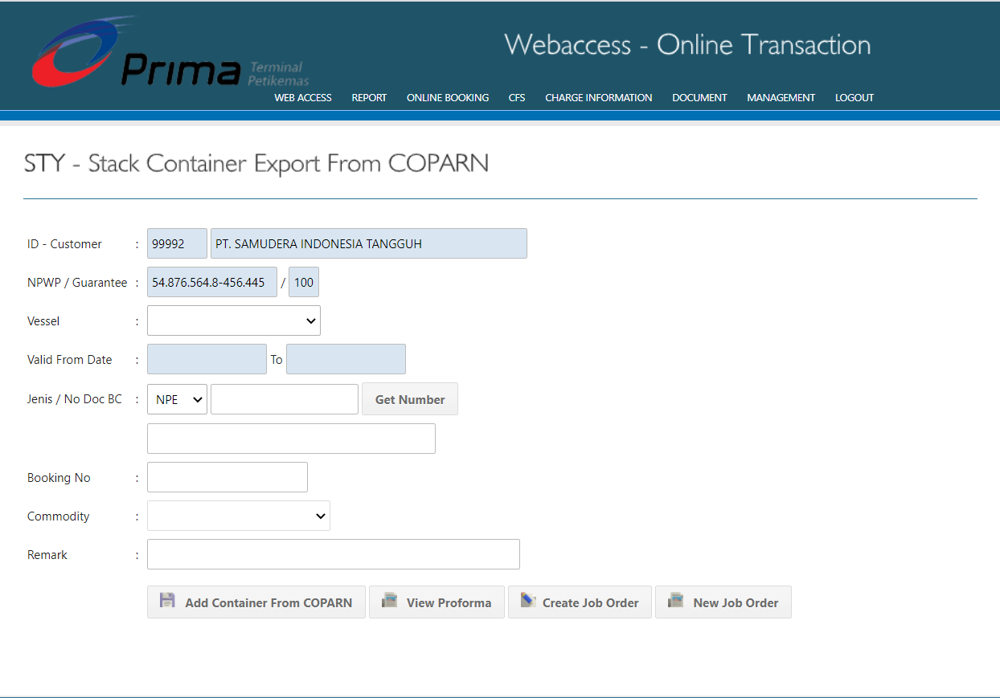 Prima Terminal Petikemas
Webaccess - Online Transaction
WEB ACCESS REPORT ONLINE BOOKING CFS CHARGE INFORMATION DOCUMENT MANAGEMENT LOGOUT
STY - Stack Container Export From COPARN
ID - Customer : 99992 PT. SAMUDERA INDONESIA TANGGUH
NPWP / Guarantee : 54.876.564.8-456.445 / 100
Vessel :
Valid From Date : To
Jenis / No Doc BC : NPE Get Number
Booking No :
Commodity :
Remark :
Add Container From COPARN View Proforma Create Job Order New Job Order